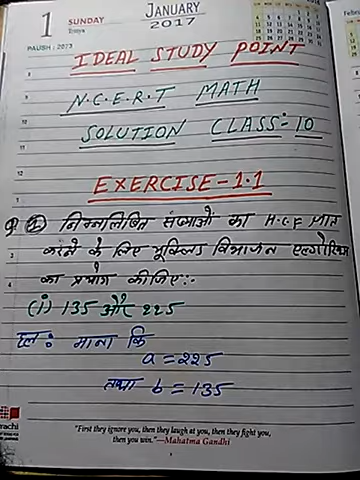 1 SUNDAY
JANUARY
2017
PAUSH : 2073
IDEAL STUDY POINT
N.C.E.R.T MATH
SOLUTION CLASS:- 10
EXERCISE-1.1
Q ① निम्नलिखित संख्याओ का H.C.F ज्ञात
करने के लिए यूक्लिड विभाजन एल्गोरिथ्म
का प्रयोग कीजिए:-
(i) 135 और 225
हल : माना कि
a = 225
तथा b = 135
"First they ignore you, then they laugh at you, then they fight you,
then you win."—Mahatma Gandhi